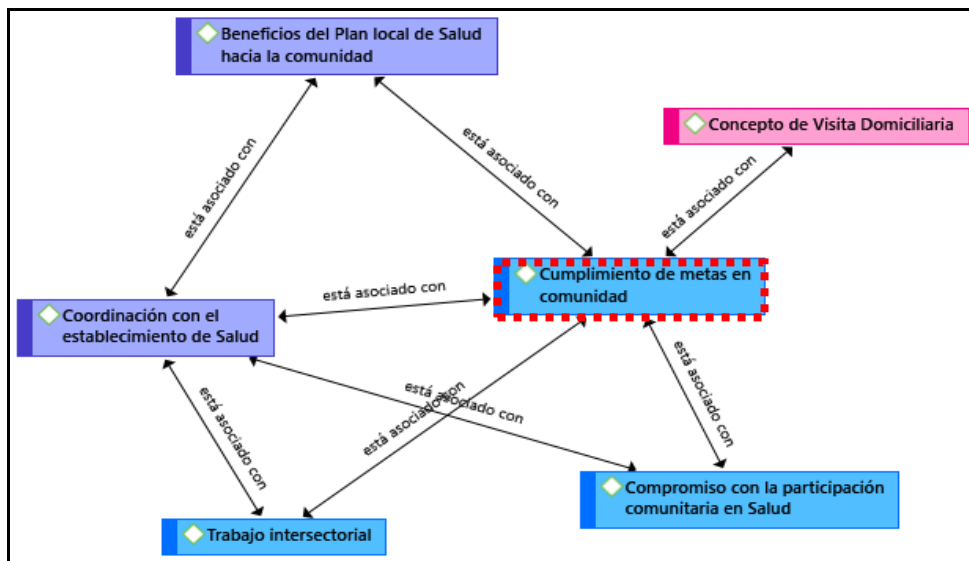 Beneficios del Plan local de Salud
hacia la comunidad
Concepto de Visita Domiciliaria
está asociado con
está asociado con
está asociado con
Cumplimiento de metas en
comunidad
está asociado con
Coordinación con el
establecimiento de Salud
está asociado con
está asociado con
está asociado con
está asociado con
Compromiso con la participación
comunitaria en Salud
Trabajo intersectorial